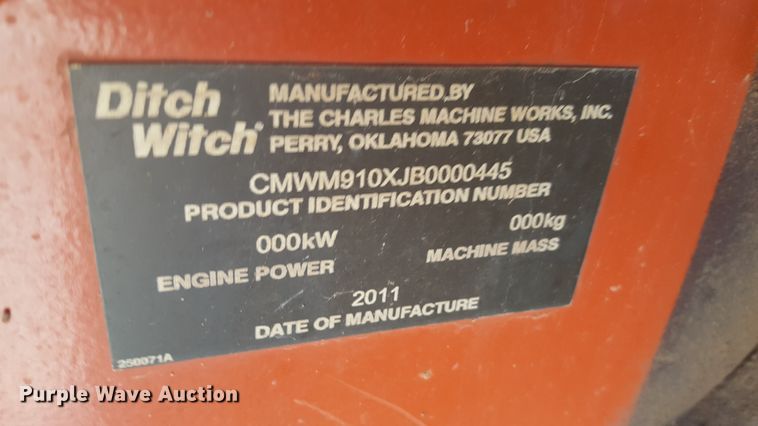 Ditch Witch®
MANUFACTURED BY
THE CHARLES MACHINE WORKS, INC.
PERRY, OKLAHOMA 73077 USA
CMWM910XJB0000445
PRODUCT IDENTIFICATION NUMBER
000kW
ENGINE POWER
000kg
MACHINE MASS
2011
DATE OF MANUFACTURE
250071A
Purple Wave Auction